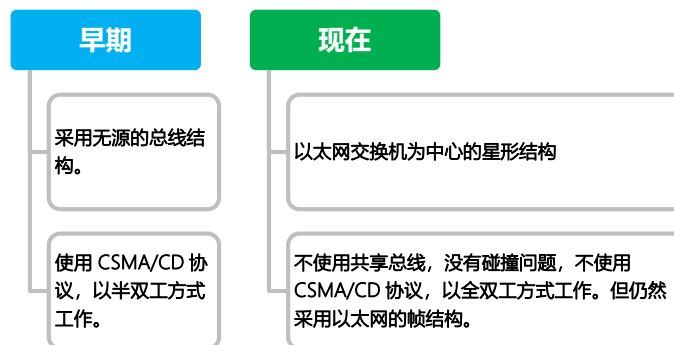 早期
采用无源的总线结
构。
使用 CSMA/CD 协
议，以半双工方式
工作。
现在
以太网交换机为中心的星形结构
不使用共享总线，没有碰撞问题，不使用
CSMA/CD 协议，以全双工方式工作。但仍然
采用以太网的帧结构。